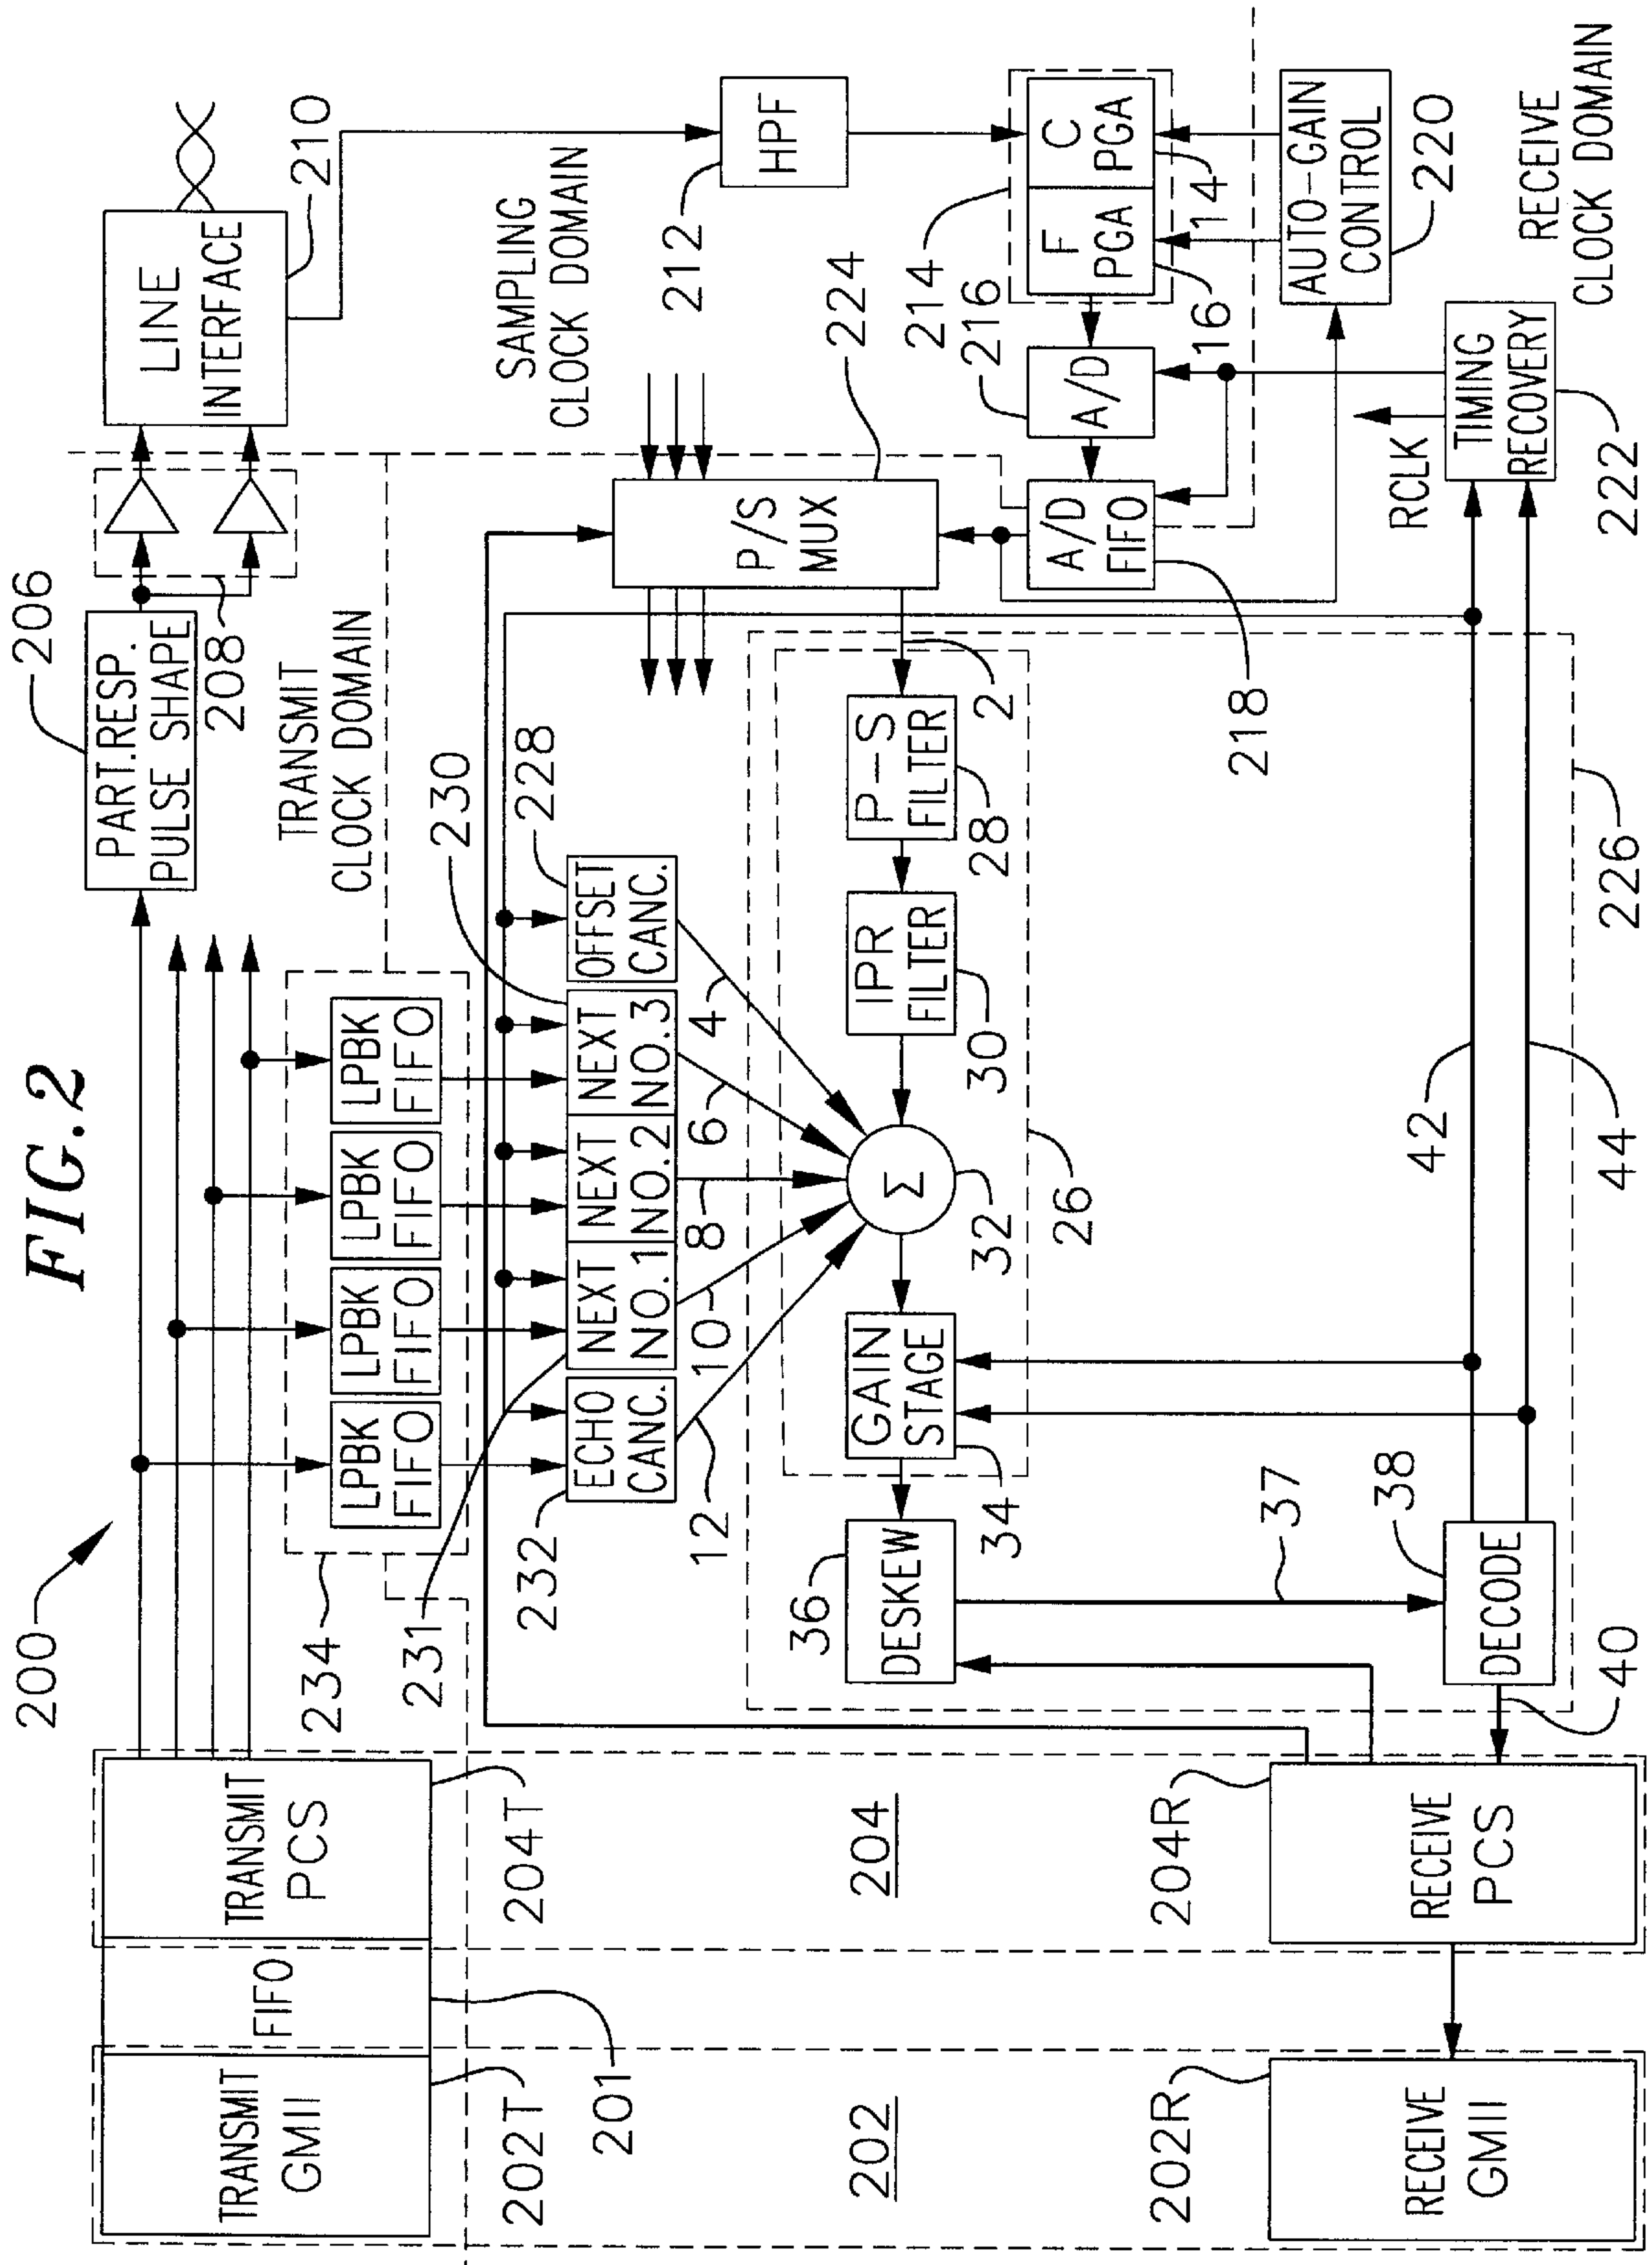 FIG.2
200
206
PART.RESP.
PULSE SHAPE
208
LINE
INTERFACE
210
TRANSMIT
CLOCK DOMAIN
SAMPLING
CLOCK DOMAIN
TRANSMIT
GMII
202T
FIFO
201
TRANSMIT
PCS
204T
234
LPBK
FIFO
LPBK
FIFO
LPBK
FIFO
LPBK
FIFO
231
232
230
228
ECHO
CANC.
NEXT
NO.1
NEXT
NO.2
NEXT
NO.3
OFFSET
CANC.
12
10
8
6
4
P/S
MUX
224
212
HPF
202
204
36
DESKEW
34
GAIN
STAGE
Σ
32
26
IPR
FILTER
30
P-S
FILTER
28
2
A/D
FIFO
218
A/D
216
214
F
PGA
16
C
PGA
14
AUTO-GAIN
CONTROL
220
37
42
44
226
RCLK
TIMING
RECOVERY
222
RECEIVE
CLOCK DOMAIN
38
DECODE
40
204R
RECEIVE
PCS
202R
RECEIVE
GMII